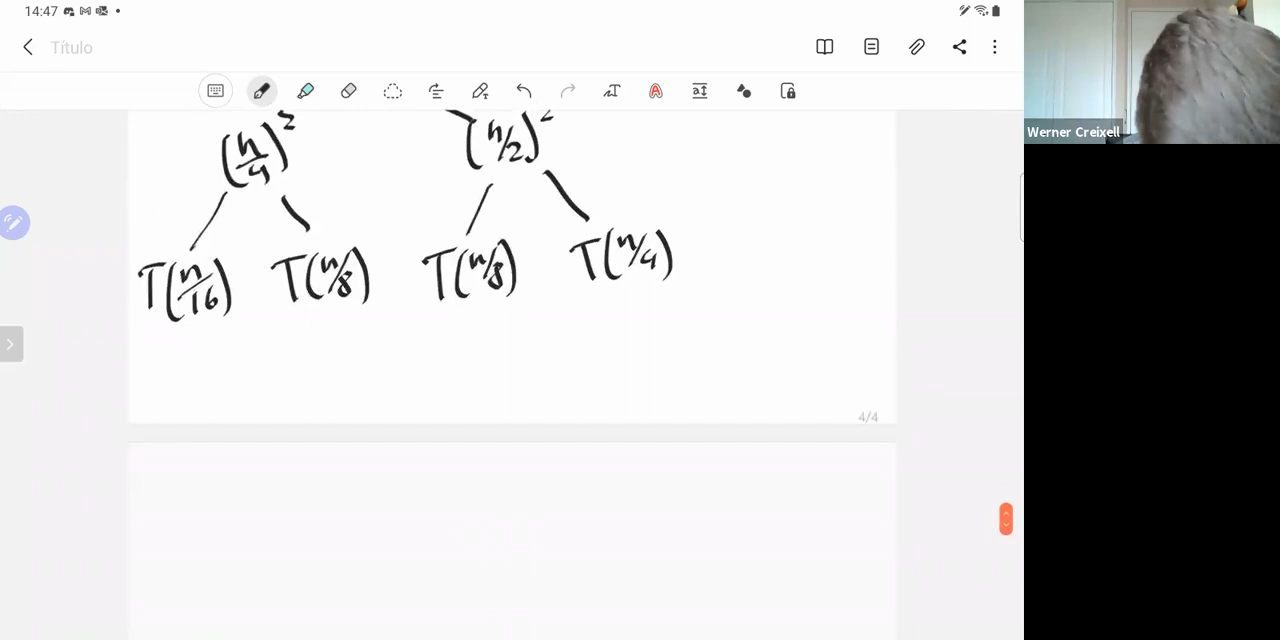 14:47
Título
(n/4)² (n/2)²
T(n/16) T(n/8) T(n/8) T(n/4)
4/4
Werner Creixell